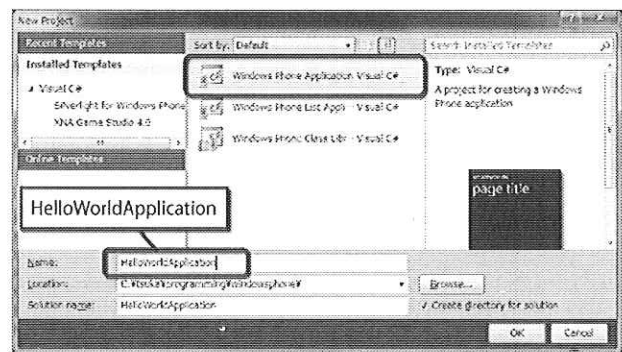 New Project
Recent Templates
Installed Templates
Visual C#
Silverlight for Windows Phone
XNA Game Studio 4.0
Online Templates
Sort by: Default
Search Installed Templates
Windows Phone Application Visual C#
Windows Phone List Appli Visual C#
Windows Phone Class Libr Visual C#
Type: Visual C#
A project for creating a Windows
Phone application
page title
HelloWorldApplication
Name: HelloWorldApplication
Location:
Browse...
Solution name: HelloWorldApplication
Create directory for solution
OK
Cancel